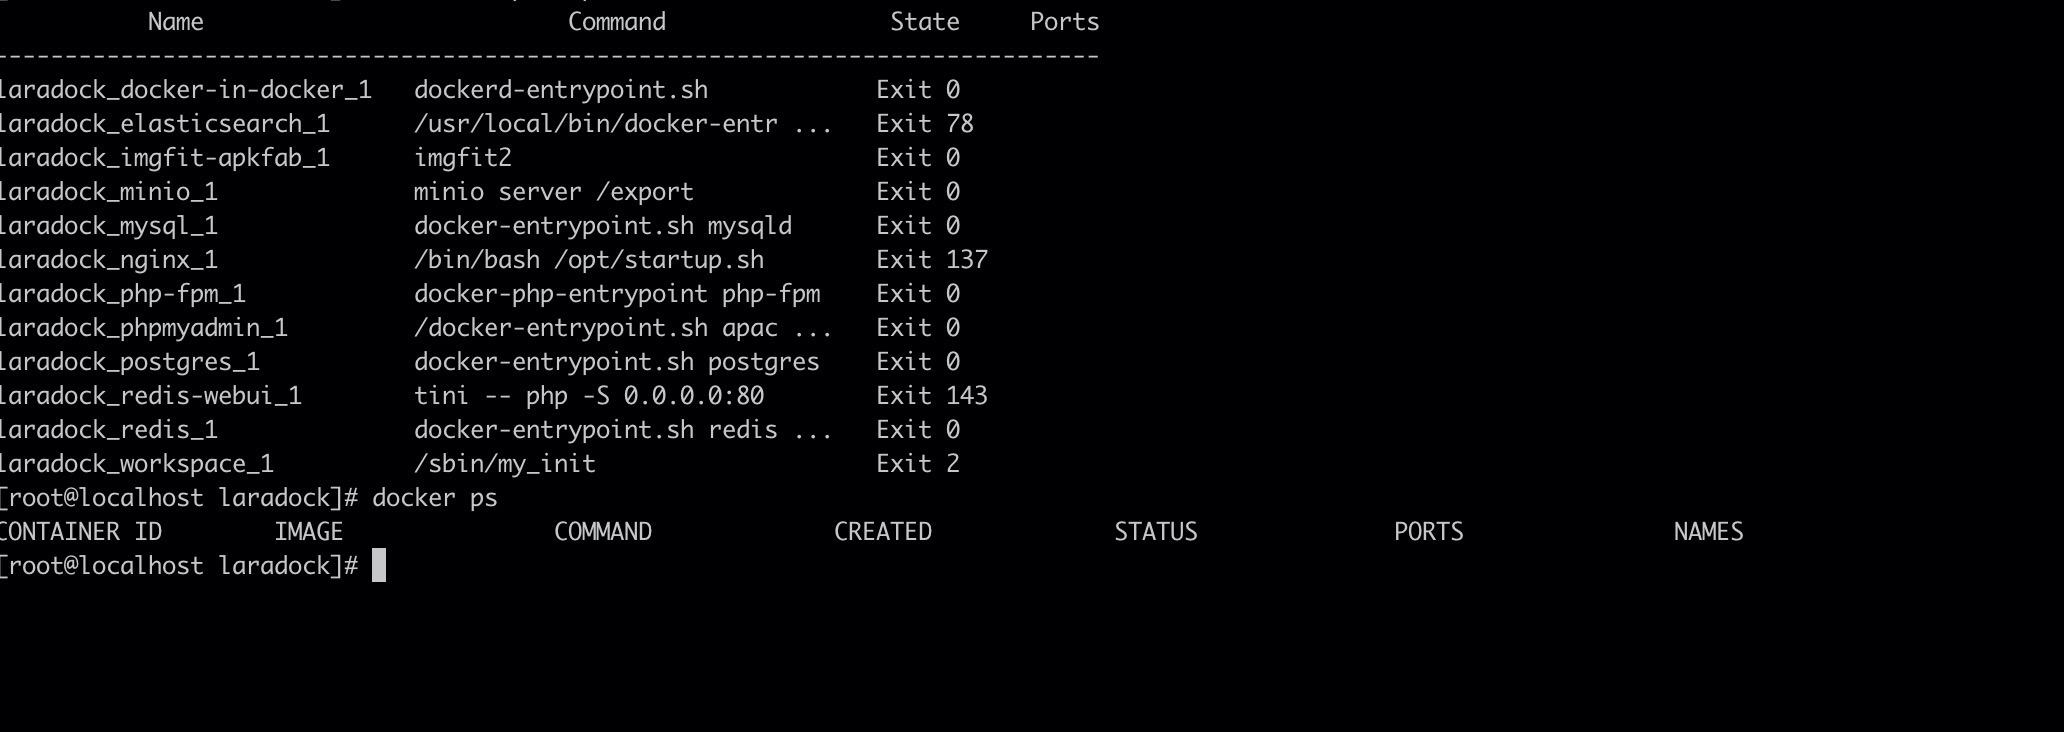 Name Command State Ports
--------------------------------------------------------------------------------
laradock_docker-in-docker_1 dockerd-entrypoint.sh Exit 0
laradock_elasticsearch_1 /usr/local/bin/docker-entr ... Exit 78
laradock_imgfit-apkfab_1 imgfit2 Exit 0
laradock_minio_1 minio server /export Exit 0
laradock_mysql_1 docker-entrypoint.sh mysqld Exit 0
laradock_nginx_1 /bin/bash /opt/startup.sh Exit 137
laradock_php-fpm_1 docker-php-entrypoint php-fpm Exit 0
laradock_phpmyadmin_1 /docker-entrypoint.sh apac ... Exit 0
laradock_postgres_1 docker-entrypoint.sh postgres Exit 0
laradock_redis-webui_1 tini -- php -S 0.0.0.0:80 Exit 143
laradock_redis_1 docker-entrypoint.sh redis ... Exit 0
laradock_workspace_1 /sbin/my_init Exit 2
[root@localhost laradock]# docker ps
CONTAINER ID IMAGE COMMAND CREATED STATUS PORTS NAMES
[root@localhost laradock]#